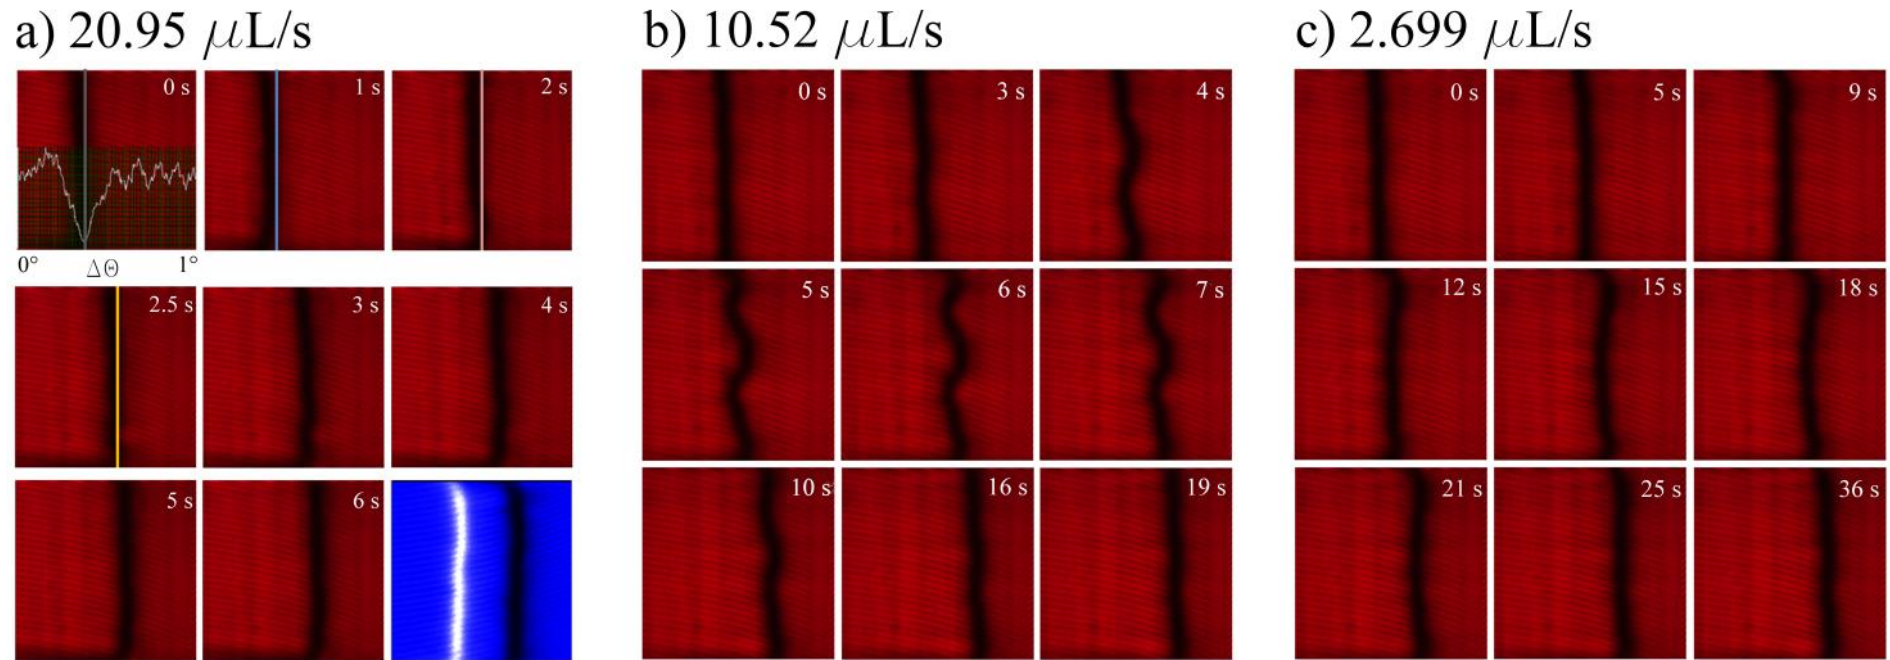 a) 20.95 μL/s
0 s
1 s
2 s
0°
ΔΘ
1°
2.5 s
3 s
4 s
5 s
6 s
b) 10.52 μL/s
0 s
3 s
4 s
5 s
6 s
7 s
10 s
16 s
19 s
c) 2.699 μL/s
0 s
5 s
9 s
12 s
15 s
18 s
21 s
25 s
36 s